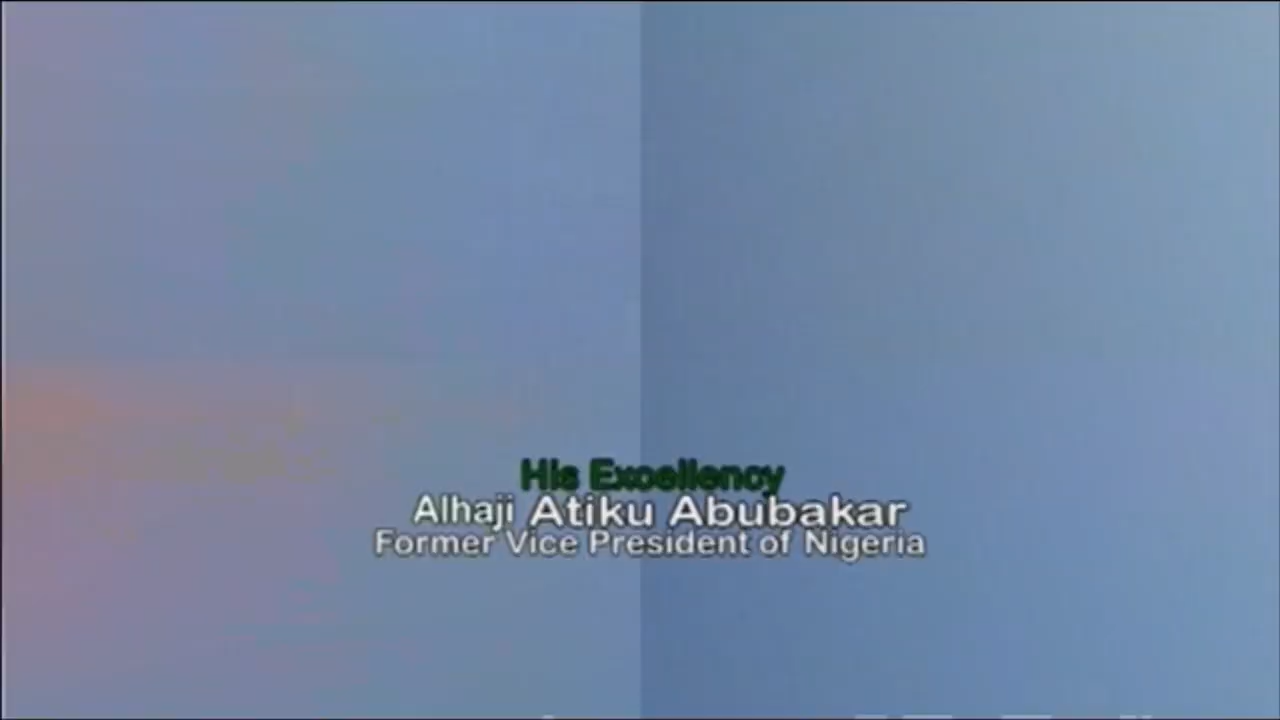 His Excellency
Alhaji Atiku Abubakar
Former Vice President of Nigeria